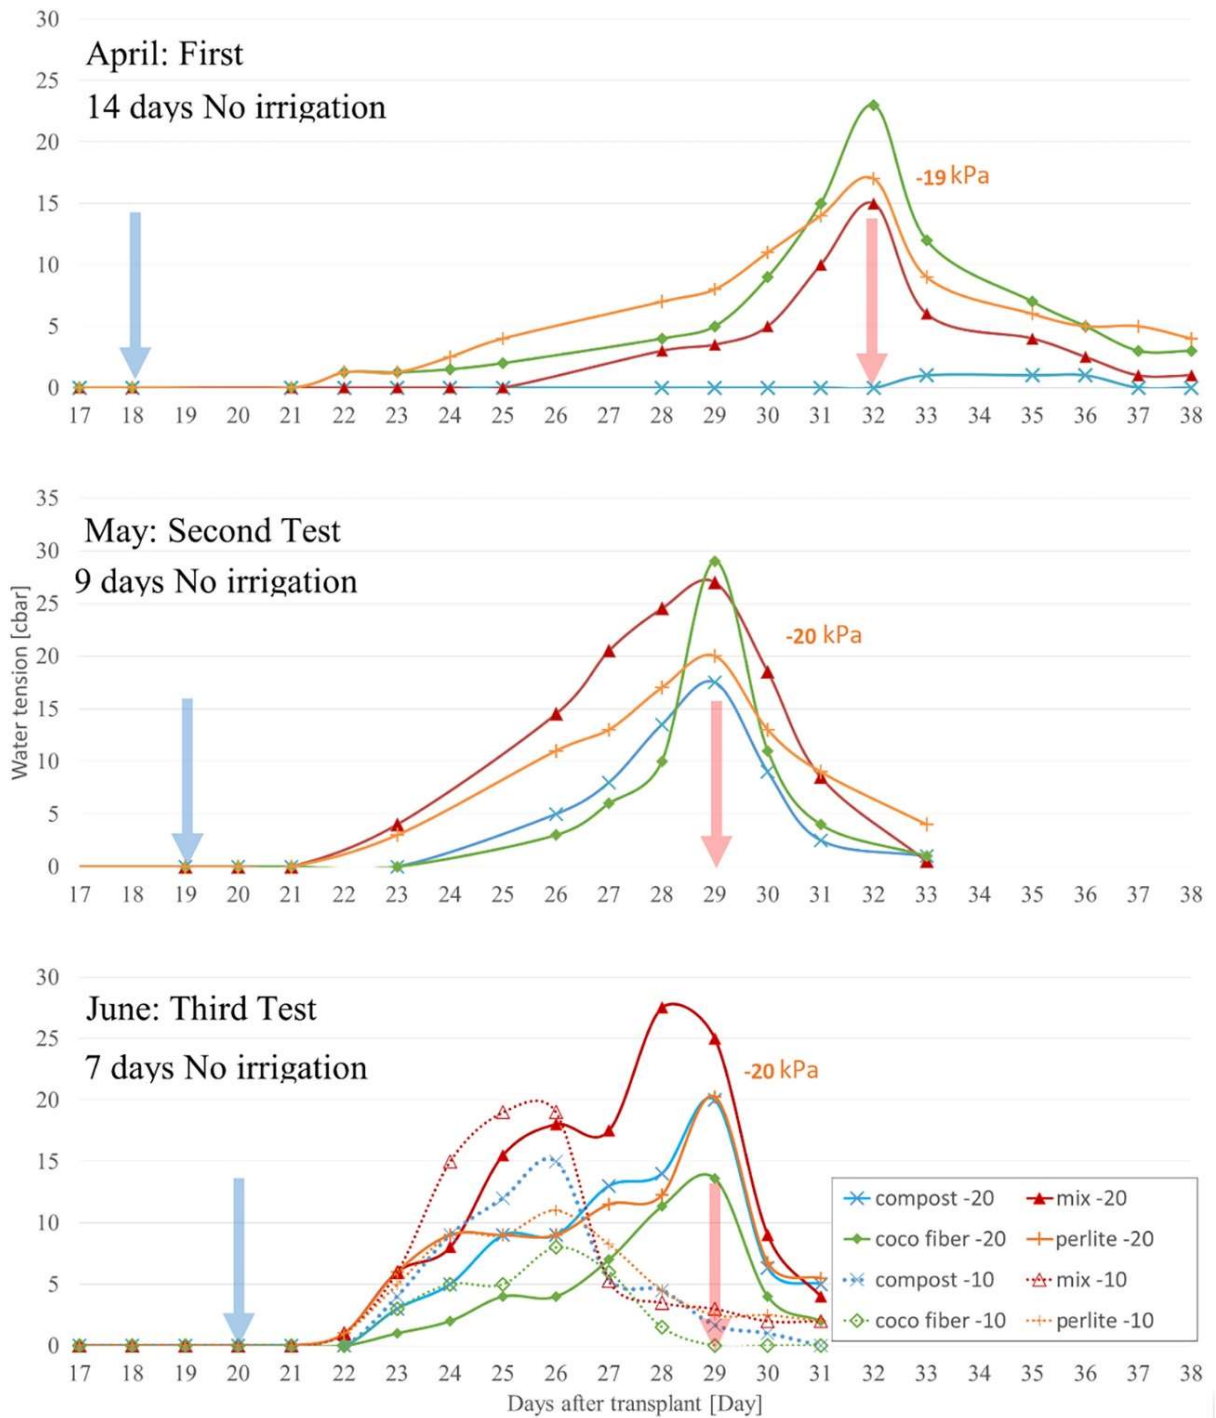 30
April: First
25
14 days No irrigation
20
-19 kPa
15
10
5
0
17 18 19 20 21 22 23 24 25 26 27 28 29 30 31 32 33 34 35 36 37 38
35
May: Second Test
30
9 days No irrigation
25
-20 kPa
20
15
10
5
0
17 18 19 20 21 22 23 24 25 26 27 28 29 30 31 32 33 34 35 36 37 38
Water tension [cbar]
30
June: Third Test
25
7 days No irrigation
-20 kPa
20
15
10
5
0
compost -20 mix -20
coco fiber -20 perlite -20
compost -10 mix -10
coco fiber -10 perlite -10
17 18 19 20 21 22 23 24 25 26 27 28 29 30 31 32 33 34 35 36 37 38
Days after transplant [Day]